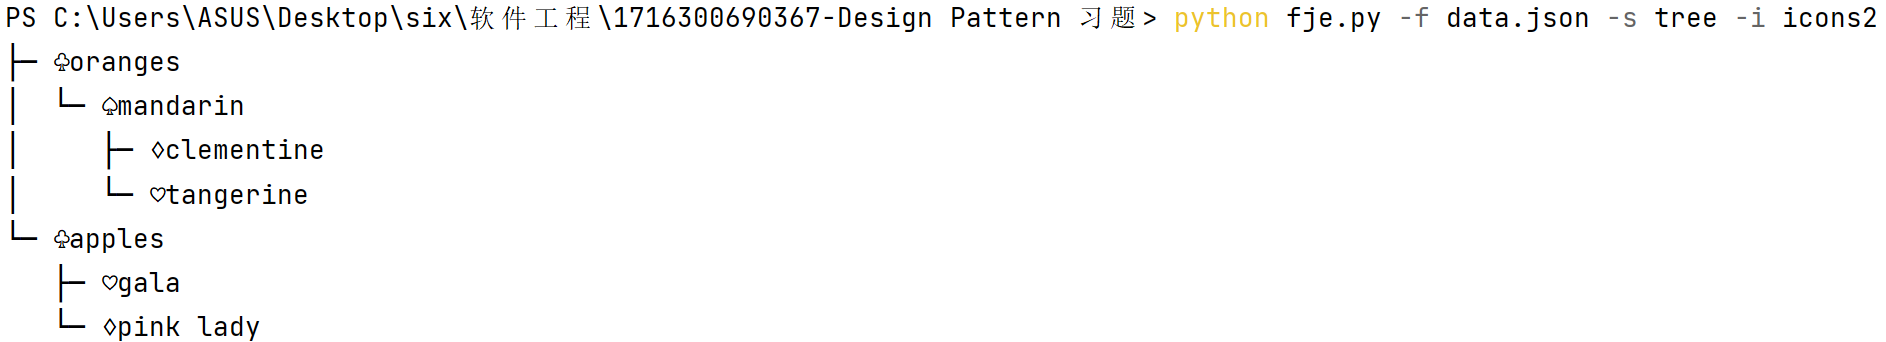 PS C:\Users\ASUS\Desktop\six\软件工程\1716300690367-Design Pattern 习题> python fje.py -f data.json -s tree -i icons2
├─ ♧oranges
│  └─ ♤mandarin
│     ├─ ◊clementine
│     └─ ♡tangerine
└─ ♧apples
   ├─ ♡gala
   └─ ◊pink lady